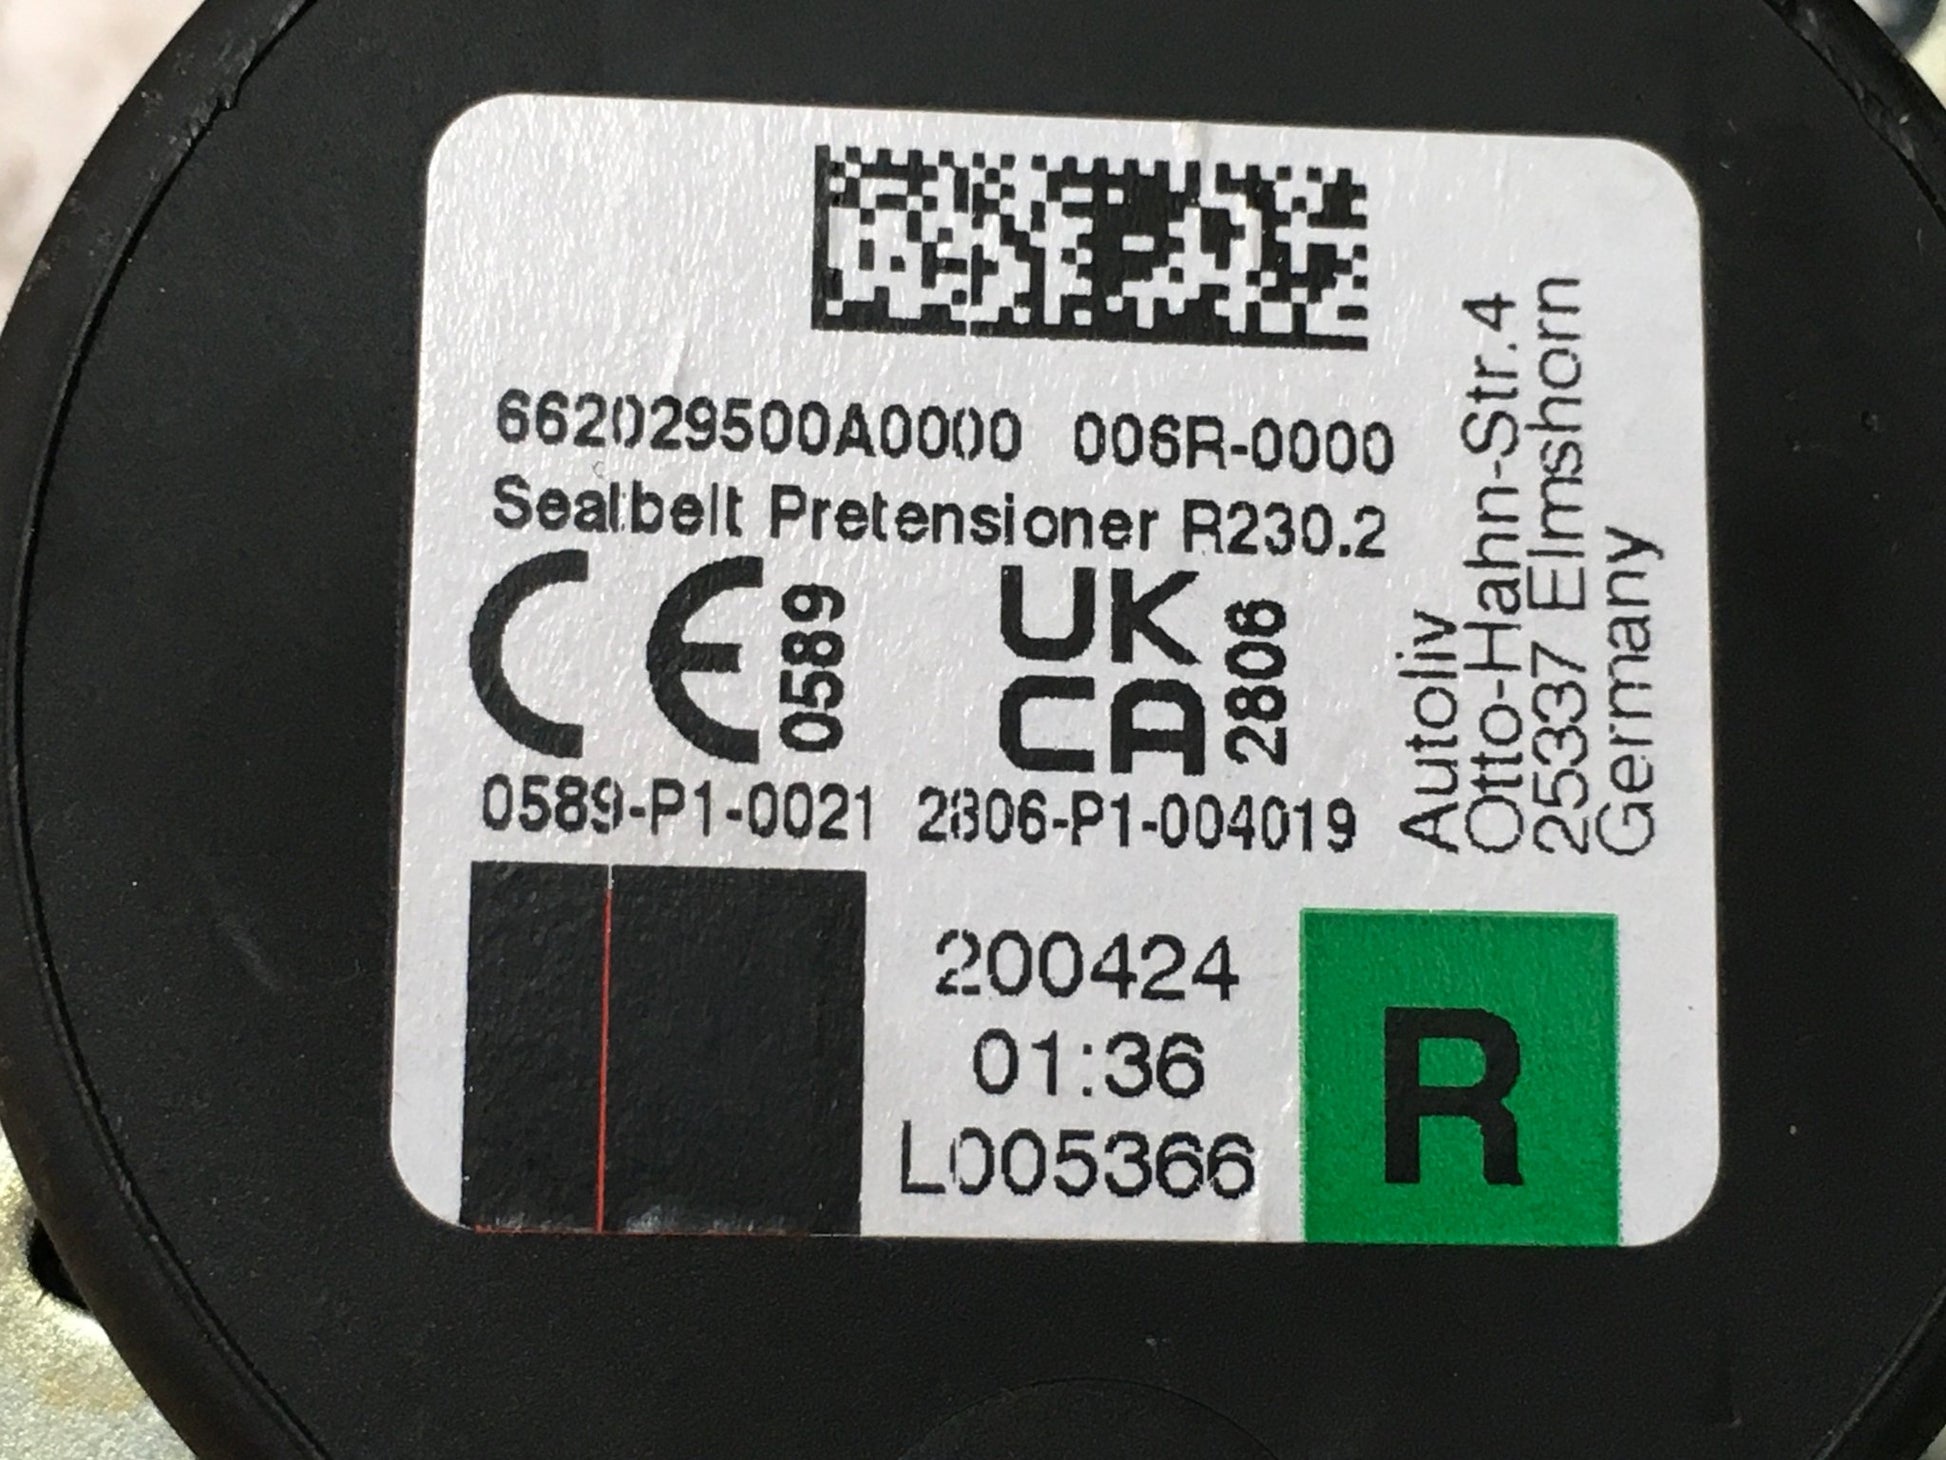 662029500A0000 006R-0000
Seatbelt Pretensioner R230.2
CE 0589
UK
CA 2806
0589-P1-0021 2806-P1-004019
Autoliv
Otto-Hahn-Str.4
25337 Elmshorn
Germany
200424
01:36
L005366
R